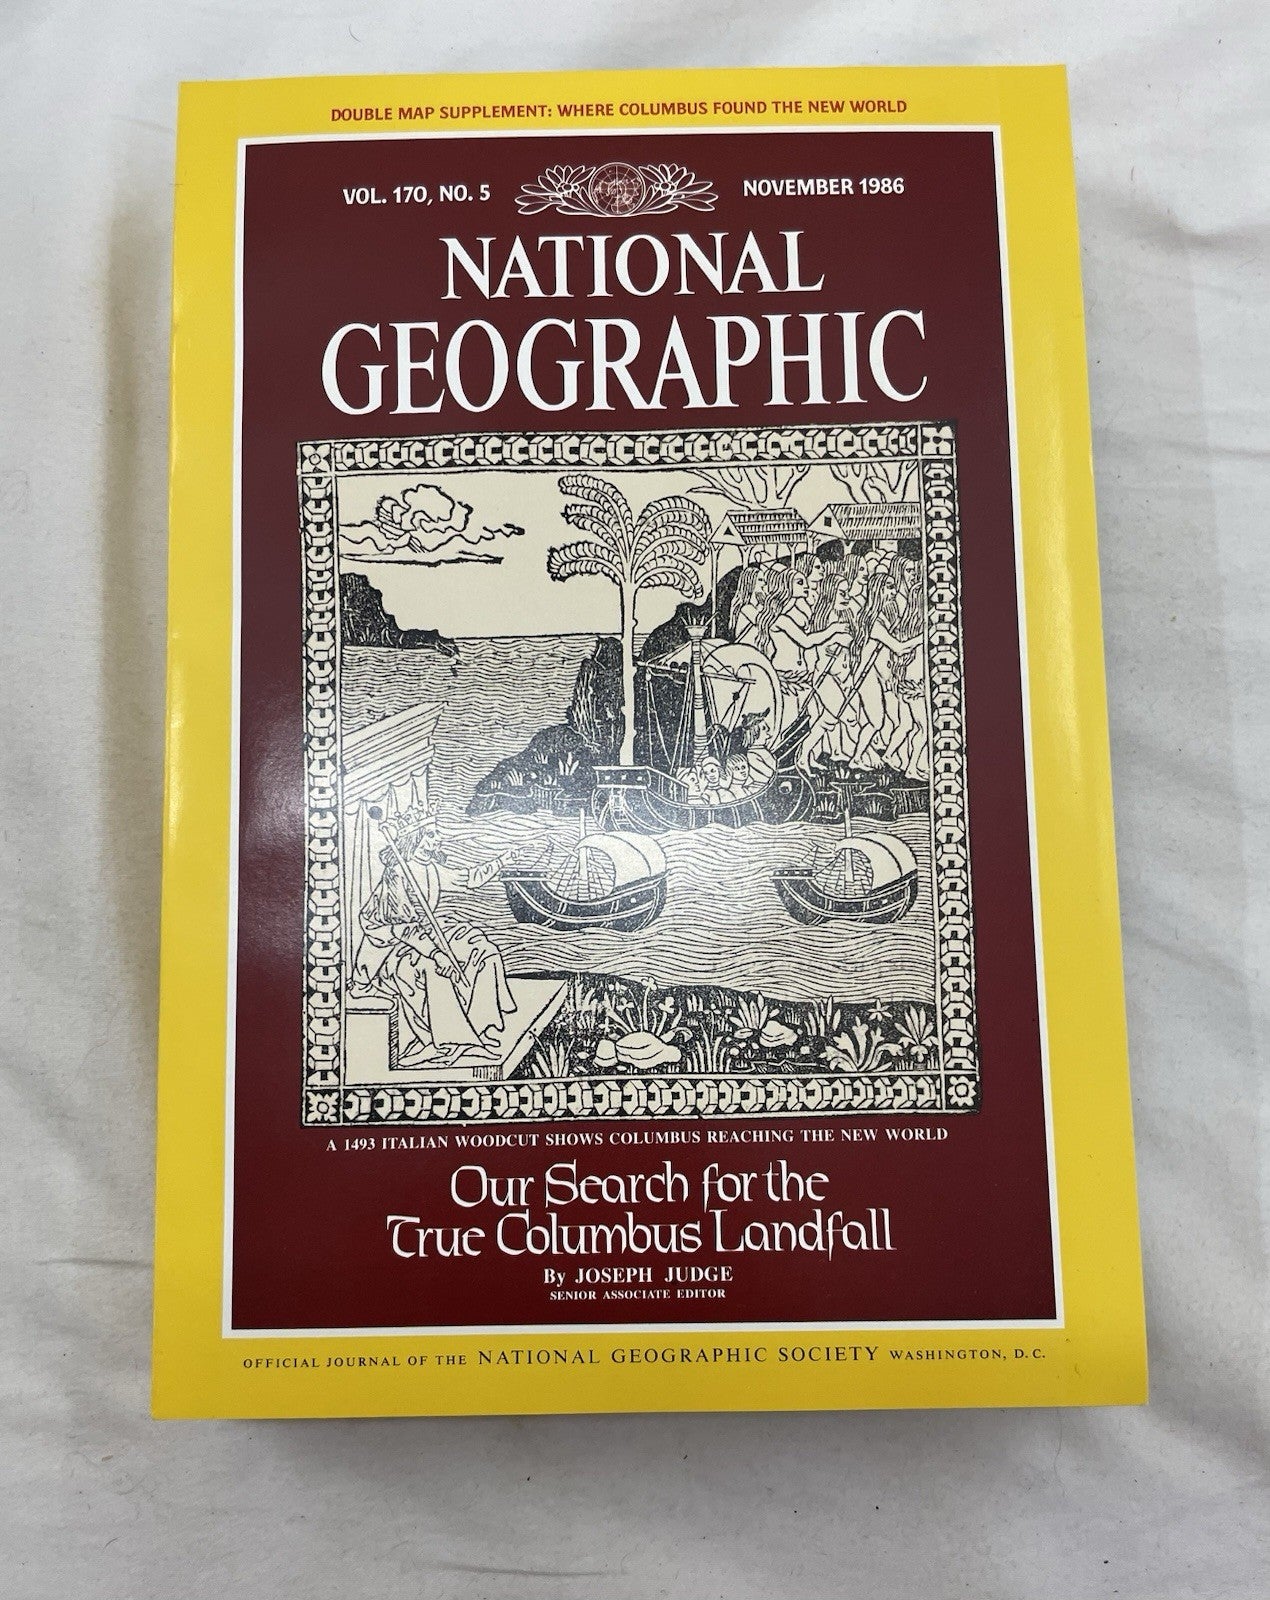 DOUBLE MAP SUPPLEMENT: WHERE COLUMBUS FOUND THE NEW WORLD
VOL. 170, NO. 5 NOVEMBER 1986
NATIONAL
GEOGRAPHIC
A 1493 ITALIAN WOODCUT SHOWS COLUMBUS REACHING THE NEW WORLD
Our Search for the
True Columbus Landfall
By JOSEPH JUDGE
SENIOR ASSOCIATE EDITOR
OFFICIAL JOURNAL OF THE NATIONAL GEOGRAPHIC SOCIETY WASHINGTON, D.C.